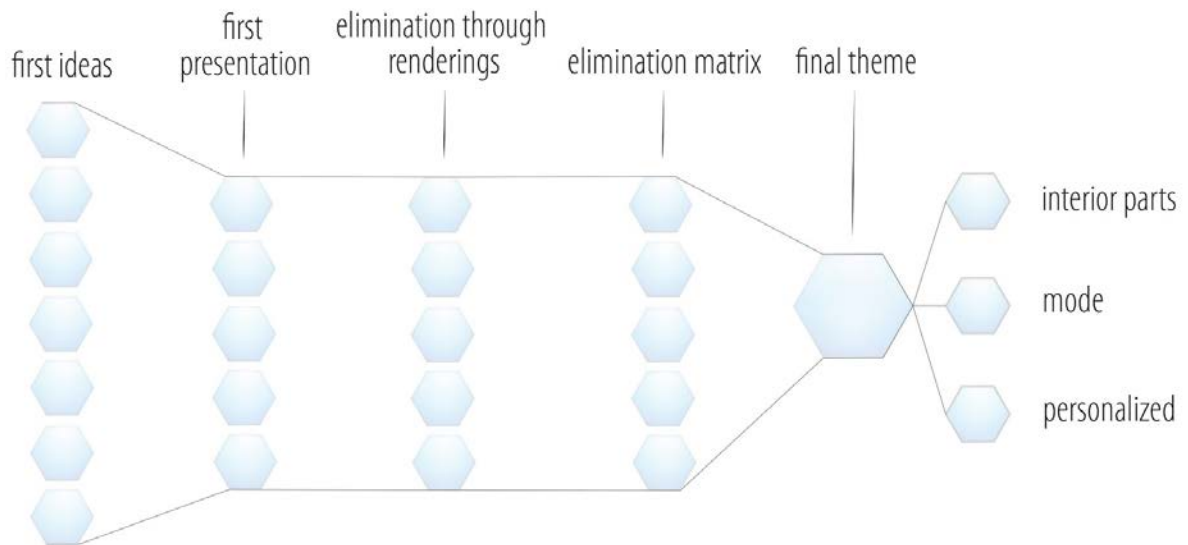 first ideas
first
presentation
elimination through
renderings
elimination matrix
final theme
interior parts
mode
personalized